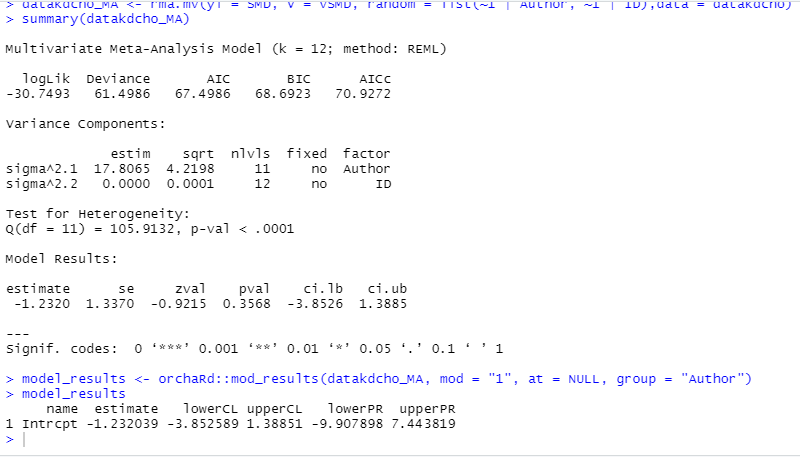 > datakdcho_MA <- rma.mv(yi = SMD, V = VSMD, random = list(~1 | Author, ~1 | ID),data = datakdcho)
> summary(datakdcho_MA)
Multivariate Meta-Analysis Model (k = 12; method: REML)
logLik Deviance AIC BIC AICc
-30.7493 61.4986 67.4986 68.6923 70.9272
Variance Components:
estim sqrt nlvls fixed factor
sigma^2.1 17.8065 4.2198 11 no Author
sigma^2.2 0.0000 0.0001 12 no ID
Test for Heterogeneity:
Q(df = 11) = 105.9132, p-val < .0001
Model Results:
estimate se zval pval ci.lb ci.ub
-1.2320 1.3370 -0.9215 0.3568 -3.8526 1.3885
---
Signif. codes: 0 ‘***’ 0.001 ‘**’ 0.01 ‘*’ 0.05 ‘.’ 0.1 ‘ ’ 1
> model_results <- orchaRd::mod_results(datakdcho_MA, mod = "1", at = NULL, group = "Author")
> model_results
name estimate lowerCL upperCL lowerPR upperPR
1 Intrcpt -1.232039 -3.852589 1.38851 -9.907898 7.443819
>